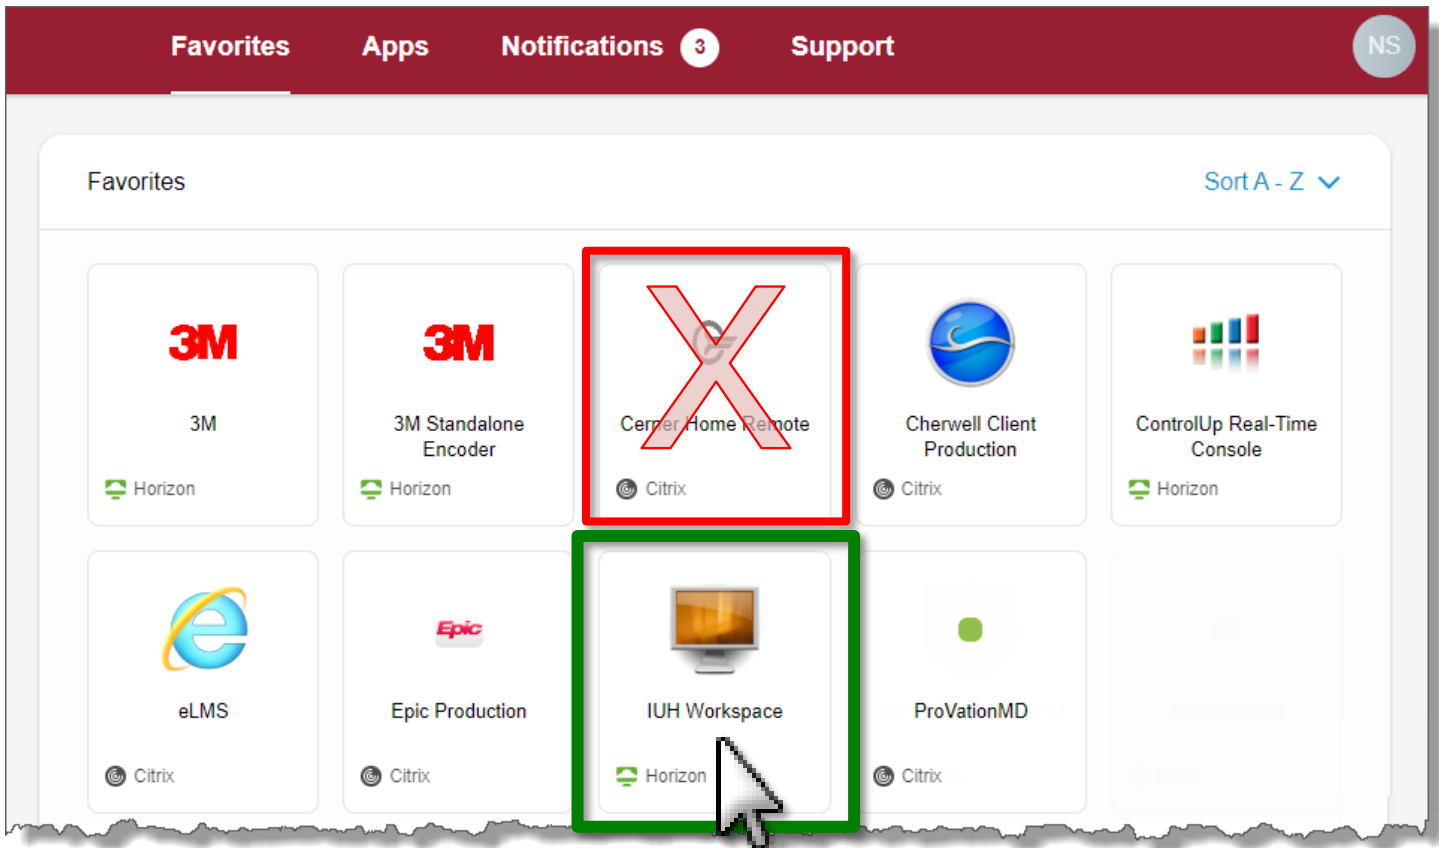 Favorites Apps Notifications 3 Support NS
Favorites Sort A - Z
3M 3M
3M 3M Standalone Cerner Home Remote Cherwell Client ControlUp Real-Time
Encoder Production Console
Horizon Horizon Citrix Citrix Horizon
Epic
eLMS Epic Production IUH Workspace ProVationMD
Citrix Citrix Horizon Citrix